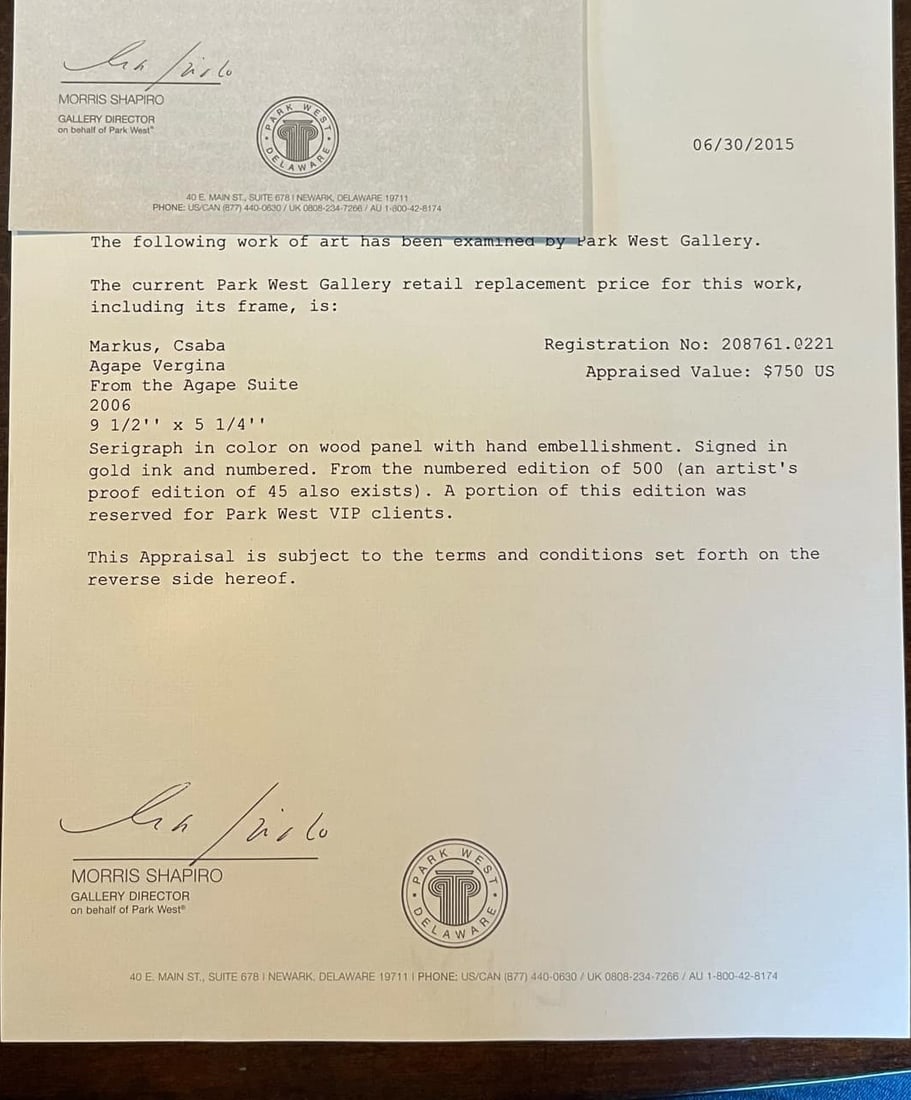 MORRIS SHAPIRO
GALLERY DIRECTOR
on behalf of Park West®
PARK WEST
DELAWARE
40 E. MAIN ST., SUITE 678 | NEWARK, DELAWARE 19711
PHONE: US/CAN (877) 440-0630 / UK 0808-234-7266 / AU 1-800-42-8174
06/30/2015
The following work of art has been examined by Park West Gallery.
The current Park West Gallery retail replacement price for this work,
including its frame, is:
Markus, Csaba
Registration No: 208761.0221
Agape Vergina
Appraised Value: $750 US
From the Agape Suite
2006
9 1/2'' x 5 1/4''
Serigraph in color on wood panel with hand embellishment. Signed in
gold ink and numbered. From the numbered edition of 500 (an artist's
proof edition of 45 also exists). A portion of this edition was
reserved for Park West VIP clients.
This Appraisal is subject to the terms and conditions set forth on the
reverse side hereof.
MORRIS SHAPIRO
GALLERY DIRECTOR
on behalf of Park West®
PARK WEST
DELAWARE
40 E. MAIN ST., SUITE 678 | NEWARK, DELAWARE 19711 | PHONE: US/CAN (877) 440-0630 / UK 0808-234-7266 / AU 1-800-42-8174